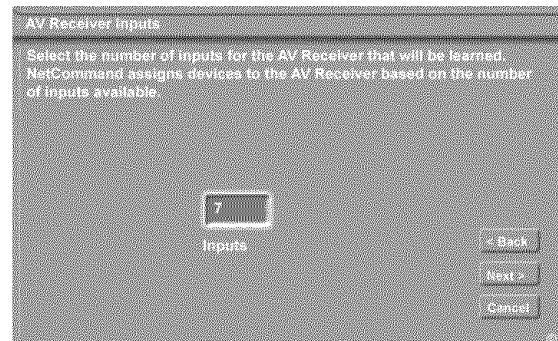 AV Receiver Inputs
Select the number of inputs for the AV Receiver that will be learned.
NetCommand assigns devices to the AV Receiver based on the number
of inputs available.
7
Inputs
< Back
Next >
Cancel